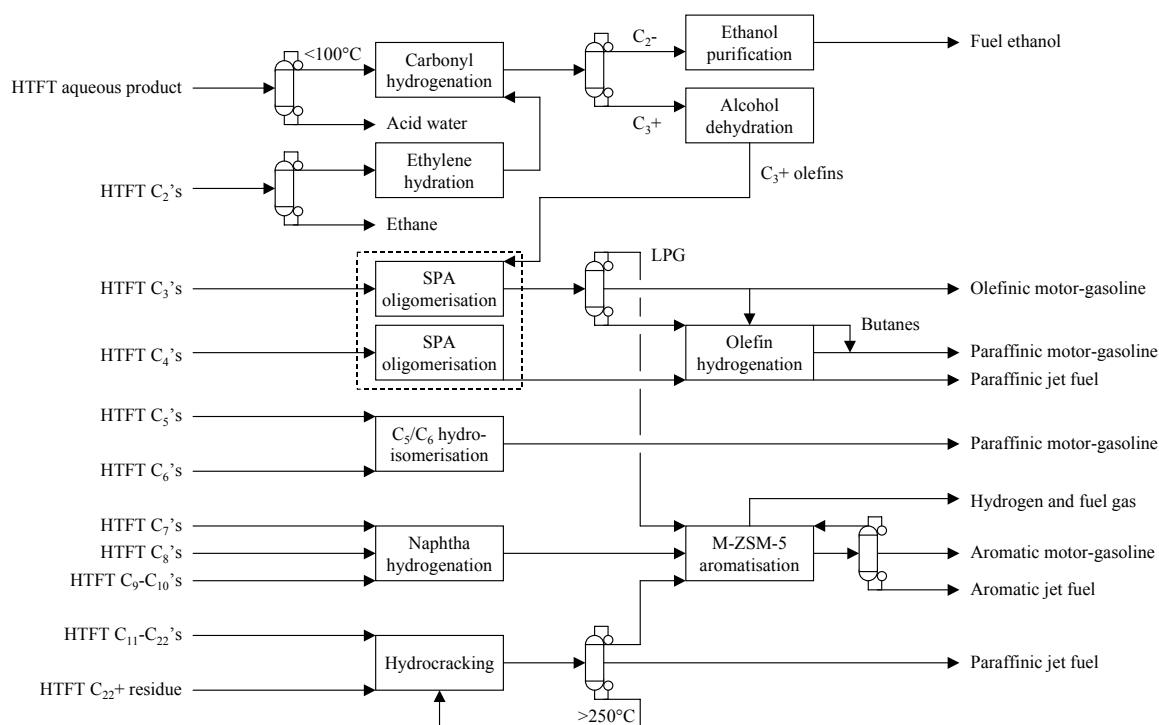 HTFT aqueous product
<100°C
Carbonyl
hydrogenation
C₂-
Ethanol
purification
Fuel ethanol
Acid water
C₃+
Alcohol
dehydration
HTFT C₂’s
Ethylene
hydration
C₃+ olefins
Ethane
LPG
HTFT C₃’s
SPA
oligomerisation
Olefinic motor-gasoline
HTFT C₄’s
SPA
oligomerisation
Olefin
hydrogenation
Butanes
Paraffinic motor-gasoline
Paraffinic jet fuel
HTFT C₅’s
HTFT C₆’s
C₅/C₆ hydro-
isomerisation
Paraffinic motor-gasoline
Hydrogen and fuel gas
HTFT C₇’s
HTFT C₈’s
HTFT C₉-C₁₀’s
Naphtha
hydrogenation
M-ZSM-5
aromatisation
Aromatic motor-gasoline
Aromatic jet fuel
HTFT C₁₁-C₂₂’s
HTFT C₂₂+ residue
Hydrocracking
Paraffinic jet fuel
>250°C